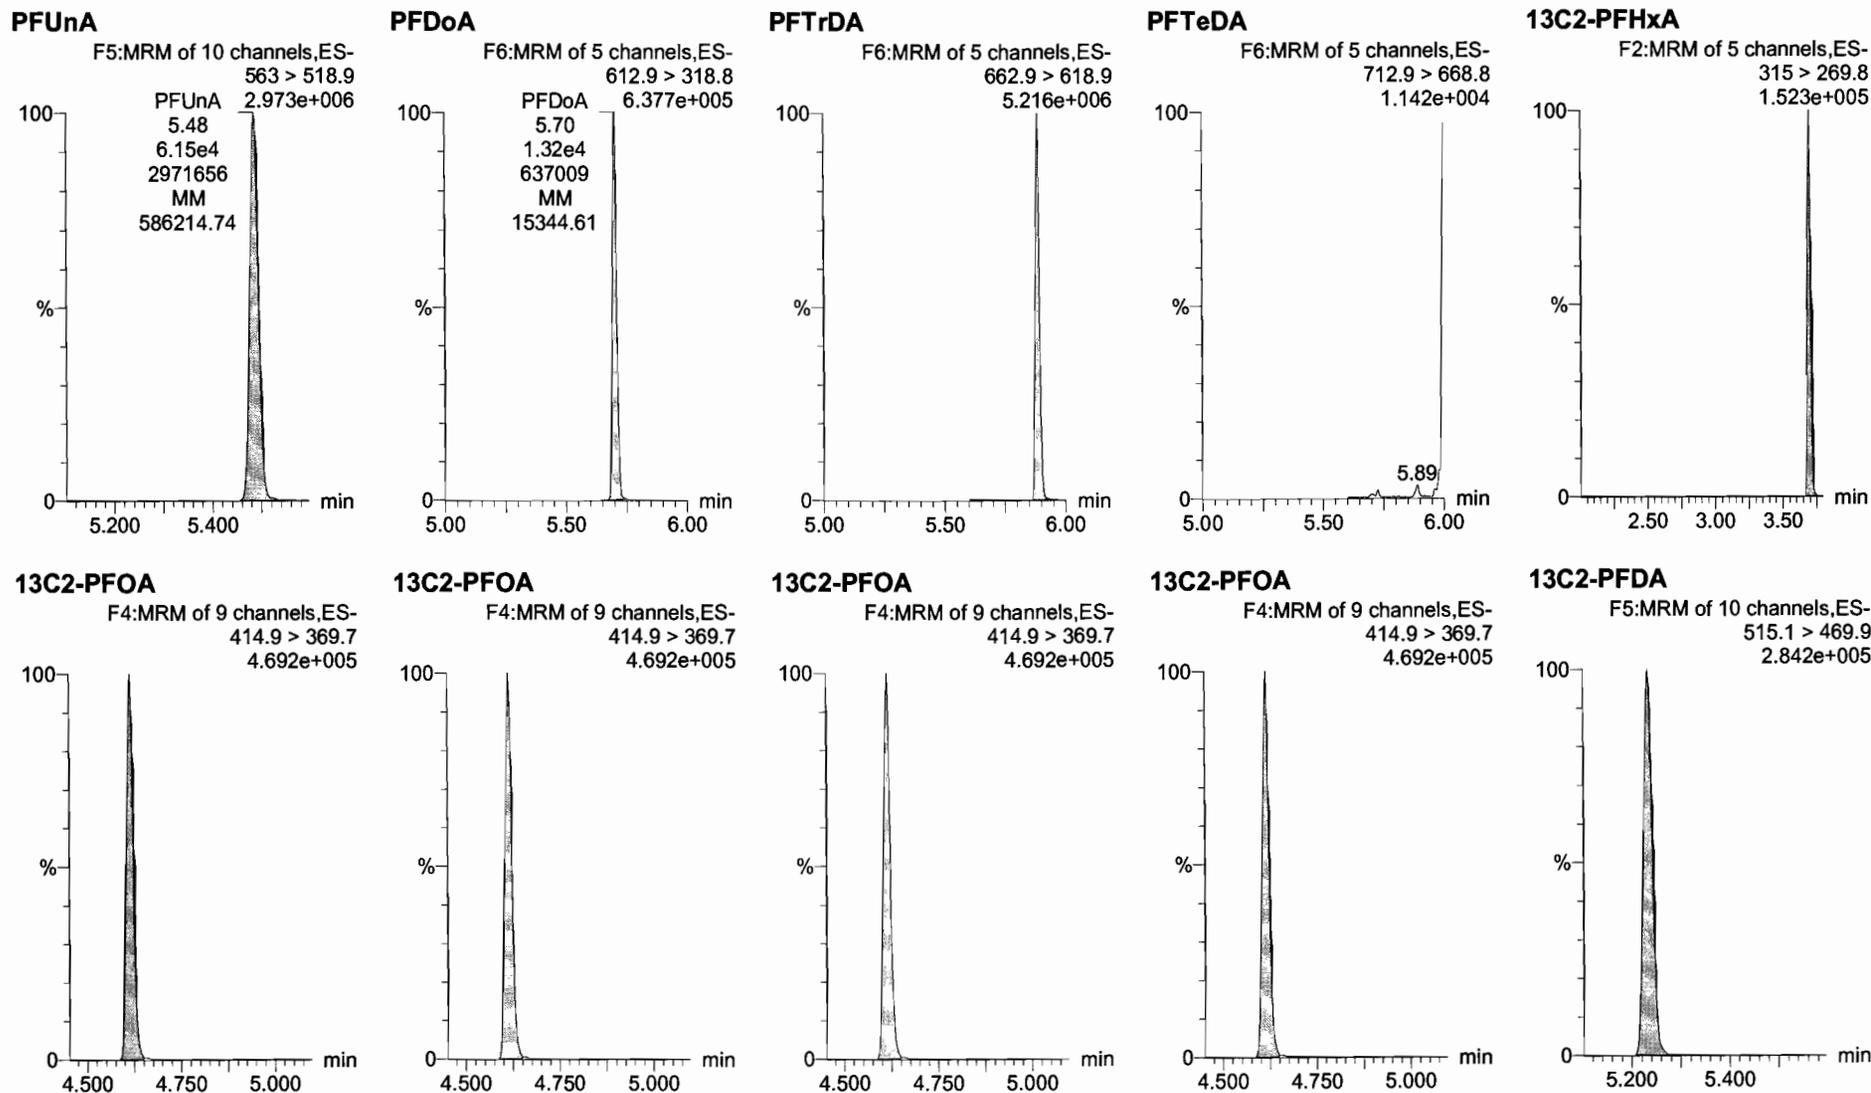 PFUnA
F5:MRM of 10 channels,ES-
563 > 518.9
PFUnA 2.973e+006
5.48
6.15e4
2971656
MM
586214.74
100
%
0
min
5.200 5.400
PFDoA
F6:MRM of 5 channels,ES-
612.9 > 318.8
PFDoA 6.377e+005
5.70
1.32e4
637009
MM
15344.61
100
%
0
min
5.00 5.50 6.00
PFTrDA
F6:MRM of 5 channels,ES-
662.9 > 618.9
5.216e+006
100
%
0
min
5.00 5.50 6.00
PFTeDA
F6:MRM of 5 channels,ES-
712.9 > 668.8
1.142e+004
100
%
5.89
0
min
5.00 5.50 6.00
13C2-PFHxA
F2:MRM of 5 channels,ES-
315 > 269.8
1.523e+005
100
%
0
min
2.50 3.00 3.50
13C2-PFOA
F4:MRM of 9 channels,ES-
414.9 > 369.7
4.692e+005
100
%
0
min
4.500 4.750 5.000
13C2-PFOA
F4:MRM of 9 channels,ES-
414.9 > 369.7
4.692e+005
100
%
0
min
4.500 4.750 5.000
13C2-PFOA
F4:MRM of 9 channels,ES-
414.9 > 369.7
4.692e+005
100
%
0
min
4.500 4.750 5.000
13C2-PFOA
F4:MRM of 9 channels,ES-
414.9 > 369.7
4.692e+005
100
%
0
min
4.500 4.750 5.000
13C2-PFDA
F5:MRM of 10 channels,ES-
515.1 > 469.9
2.842e+005
100
%
0
min
5.200 5.400